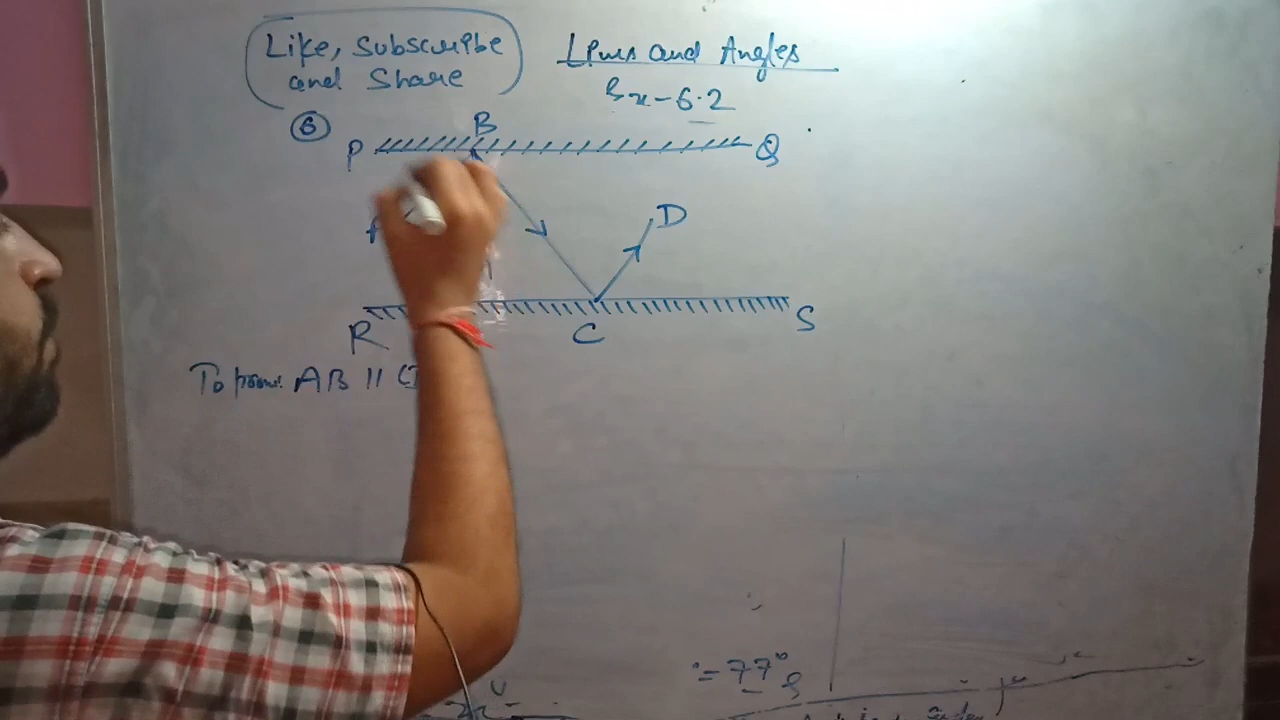 Like, Subscribe
and Share
Lines and Angles
Ex-6.2
6
B
P
Q
A
D
R
C
S
To prove: AB ||
= 77°